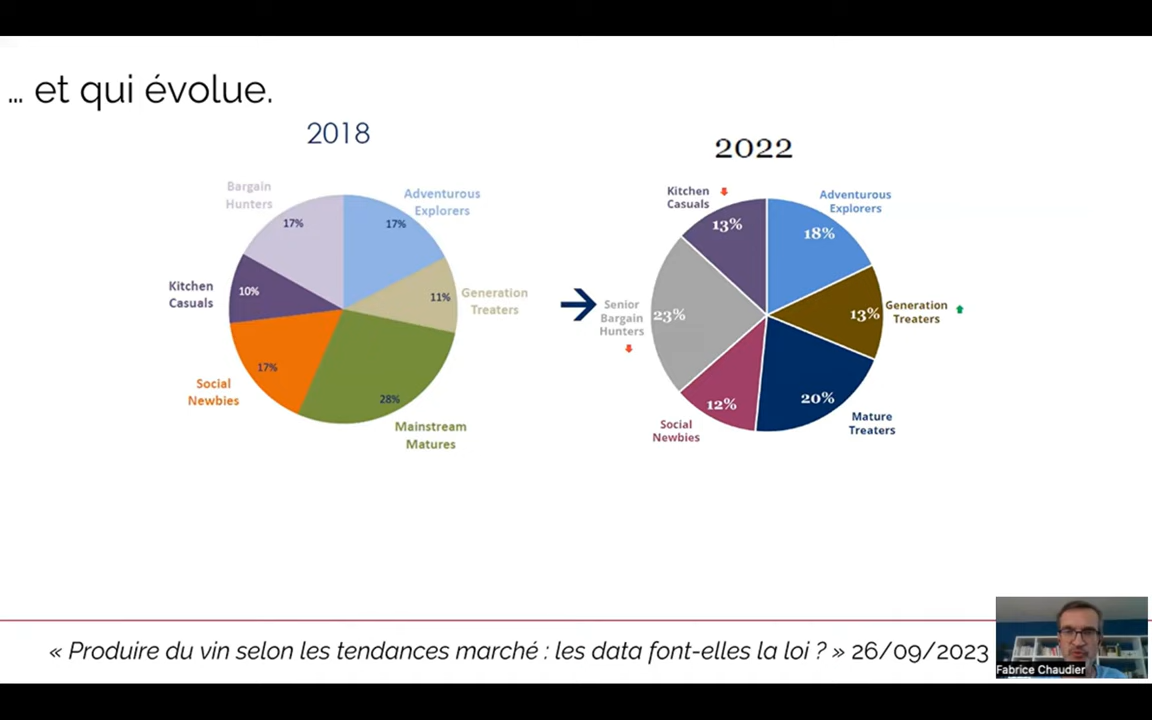 ... et qui évolue.
2018
Bargain
Hunters
17%
17%
Adventurous
Explorers
Kitchen
Casuals
10%
11%
Generation
Treaters
17%
Social
Newbies
28%
Mainstream
Matures
2022
Kitchen
Casuals
13%
Adventurous
Explorers
18%
Senior
Bargain
Hunters
23%
13%
Generation
Treaters
20%
Mature
Treaters
12%
Social
Newbies
« Produire du vin selon les tendances marché : les data font-elles la loi ? » 26/09/2023
Fabrice Chaudier